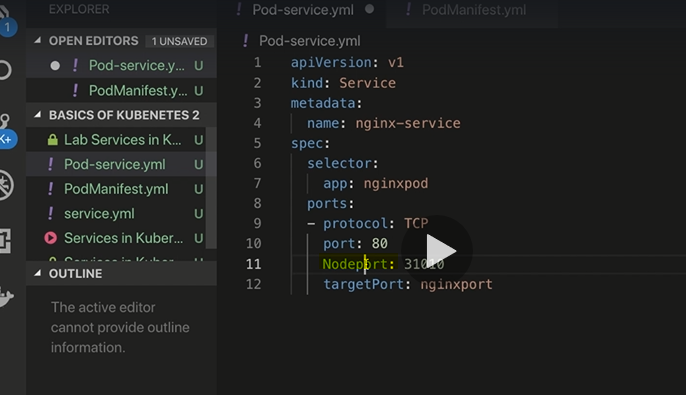 EXPLORER
OPEN EDITORS 1 UNSAVED
Pod-service.y... U
PodManifest.y... U
BASICS OF KUBENETES 2
Lab Services in K... U
Pod-service.yml U
PodManifest.yml U
service.yml U
Services in Kuber... U
OUTLINE
The active editor
cannot provide outline
information.
1
K+
Pod-service.yml
PodManifest.yml
Pod-service.yml
1 apiVersion: v1
2 kind: Service
3 metadata:
4 name: nginx-service
5 spec:
6 selector:
7 app: nginxpod
8 ports:
9 - protocol: TCP
10 port: 80
11 Nodeport: 31010
12 targetPort: nginxport